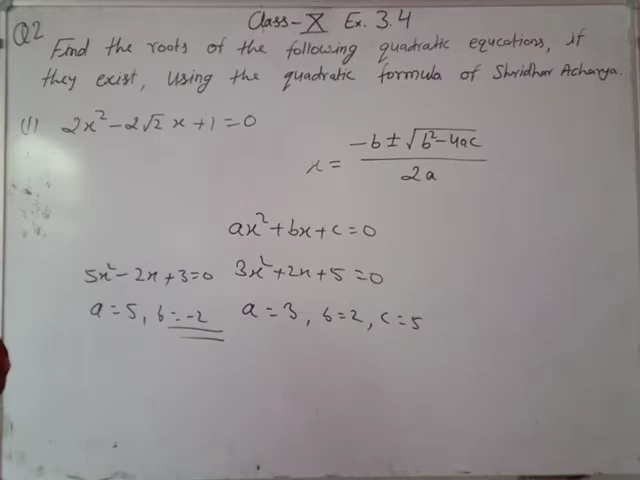 Class-X Ex. 3.4
Q2 Find the roots of the following quadratic equcations, if
they exist, using the quadratic formula of Shridhar Acharya.
(1) 2x² - 2√2 x + 1 = 0
x = (-b ± √(b² - 4ac)) / 2a
ax² + bx + c = 0
5x² - 2x + 3 = 0 3x² + 2x + 5 = 0
a = 5, b = -2 a = 3, b = 2, c = 5